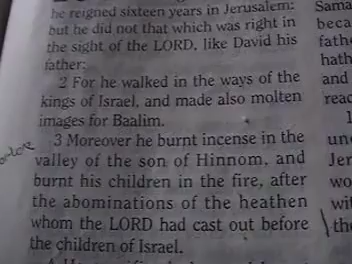 he reigned sixteen years in Jerusalem:
but he did not that which was right in
the sight of the LORD, like David his
father:
2 For he walked in the ways of the
kings of Israel, and made also molten
images for Baalim.
3 Moreover he burnt incense in the
valley of the son of Hinnom, and
burnt his children in the fire, after
the abominations of the heathen
whom the LORD had cast out before
the children of Israel.
Sama
beca
fath
hath
and
reac
1
un
Jer
wo
wi
the